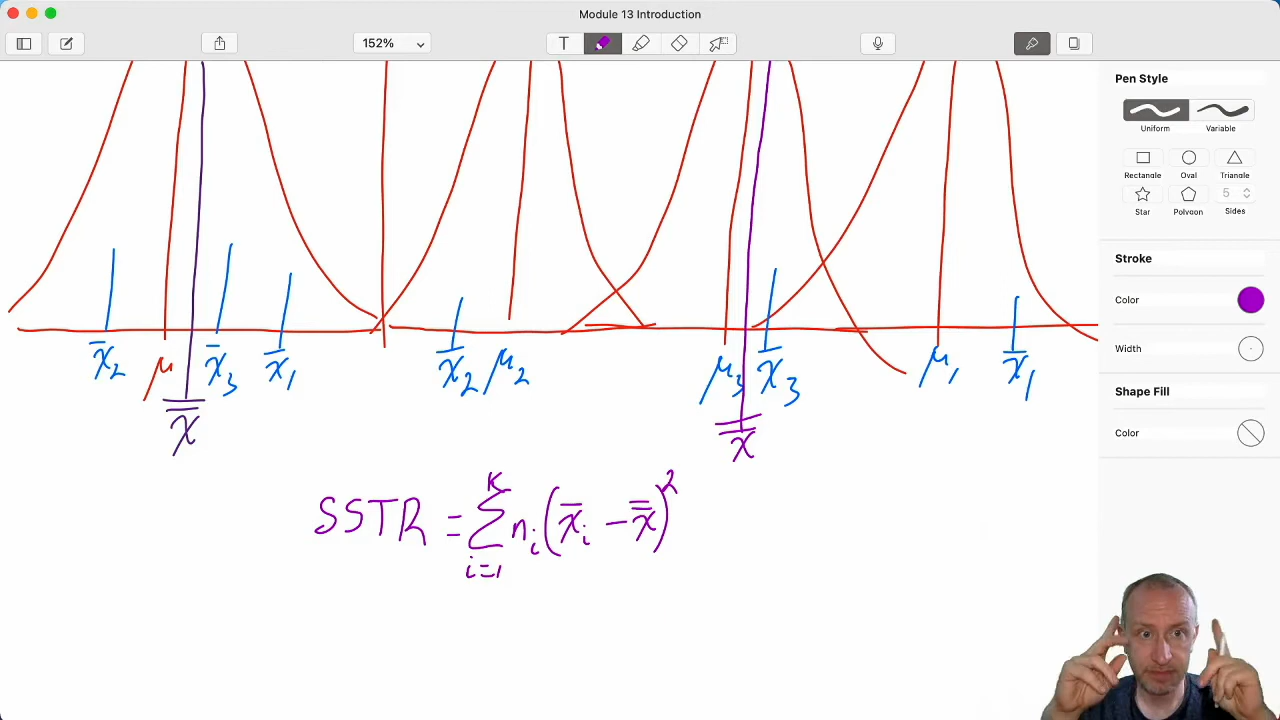 Module 13 Introduction
152%
T
Pen Style
Uniform
Variable
Rectangle
Oval
Triangle
5
Star
Polygon
Sides
Stroke
Color
Width
Shape Fill
Color
x̄₂ μ x̄₃ x̄₁ x̄₂ μ₂ μ₃ x̄₃ μ₁ x̄₁
x̿ x̿
SSTR = ∑ᵢ₌₁ᴷ nᵢ(x̄ᵢ − x̿)²